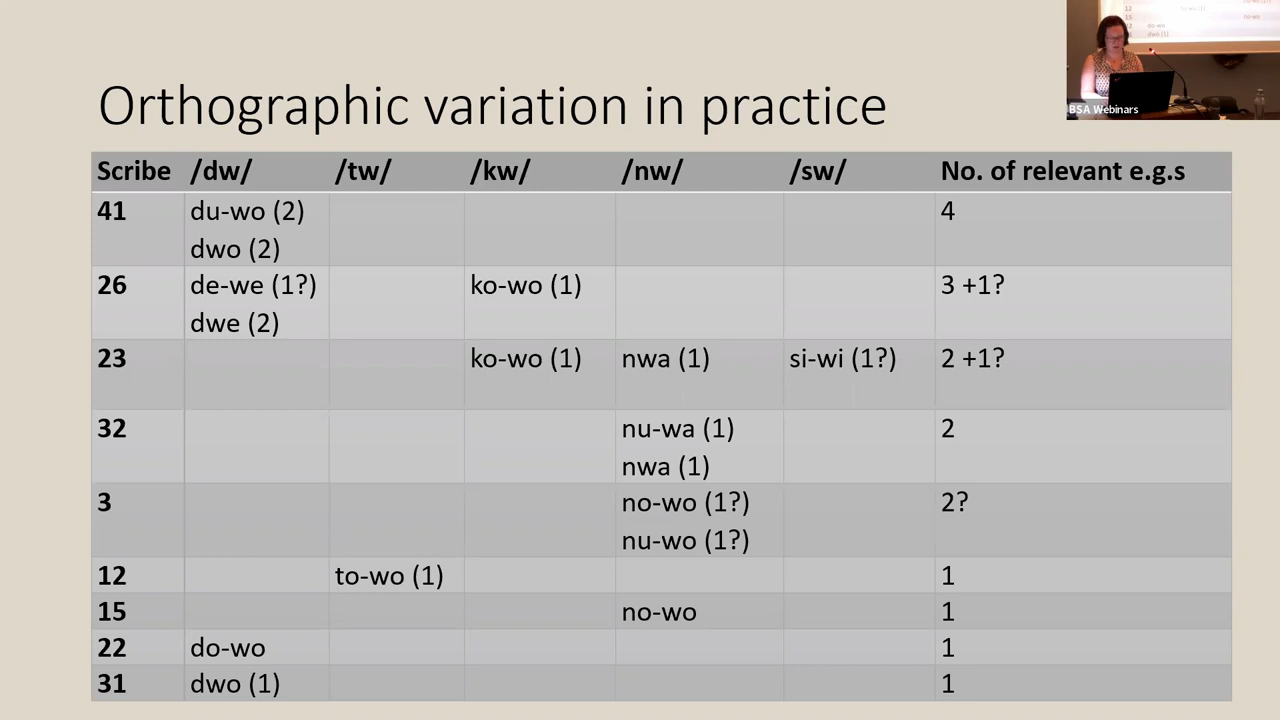 Orthographic variation in practice
BSA Webinars
Scribe /dw/ /tw/ /kw/ /nw/ /sw/ No. of relevant e.g.s
41 du-wo (2) 4
dwo (2)
26 de-we (1?) ko-wo (1) 3 +1?
dwe (2)
23 ko-wo (1) nwa (1) si-wi (1?) 2 +1?
32 nu-wa (1) 2
nwa (1)
3 no-wo (1?) 2?
nu-wo (1?)
12 to-wo (1) 1
15 no-wo 1
22 do-wo 1
31 dwo (1) 1